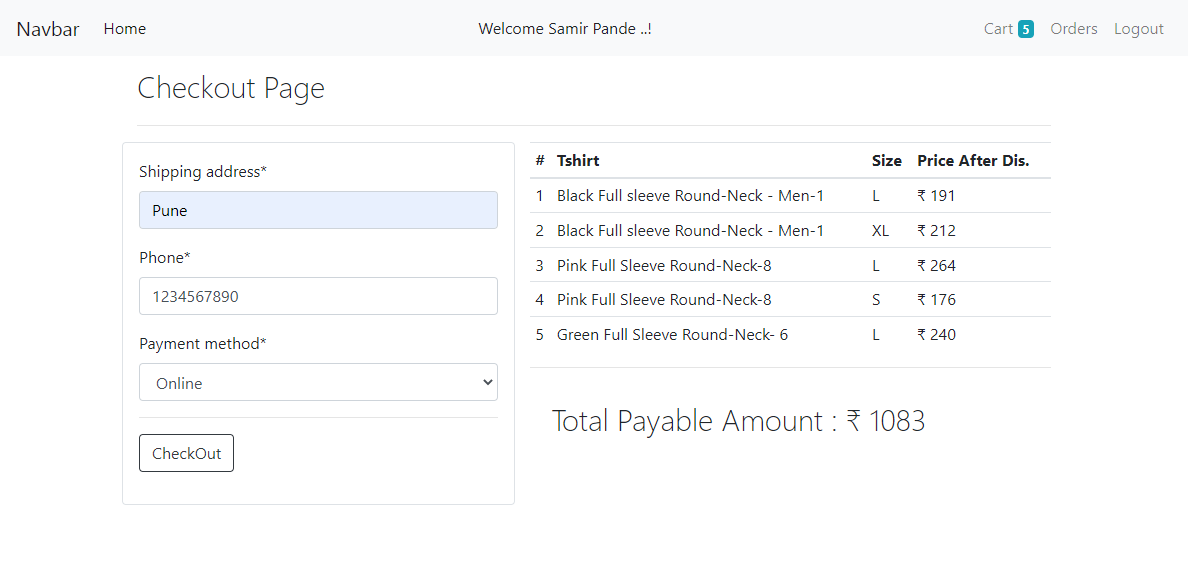 Navbar Home Welcome Samir Pande ..! Cart 5 Orders Logout
Checkout Page
Shipping address*
Pune
Phone*
1234567890
Payment method*
Online
CheckOut
# Tshirt Size Price After Dis.
1 Black Full sleeve Round-Neck - Men-1 L ₹ 191
2 Black Full sleeve Round-Neck - Men-1 XL ₹ 212
3 Pink Full Sleeve Round-Neck-8 L ₹ 264
4 Pink Full Sleeve Round-Neck-8 S ₹ 176
5 Green Full Sleeve Round-Neck- 6 L ₹ 240
Total Payable Amount : ₹ 1083